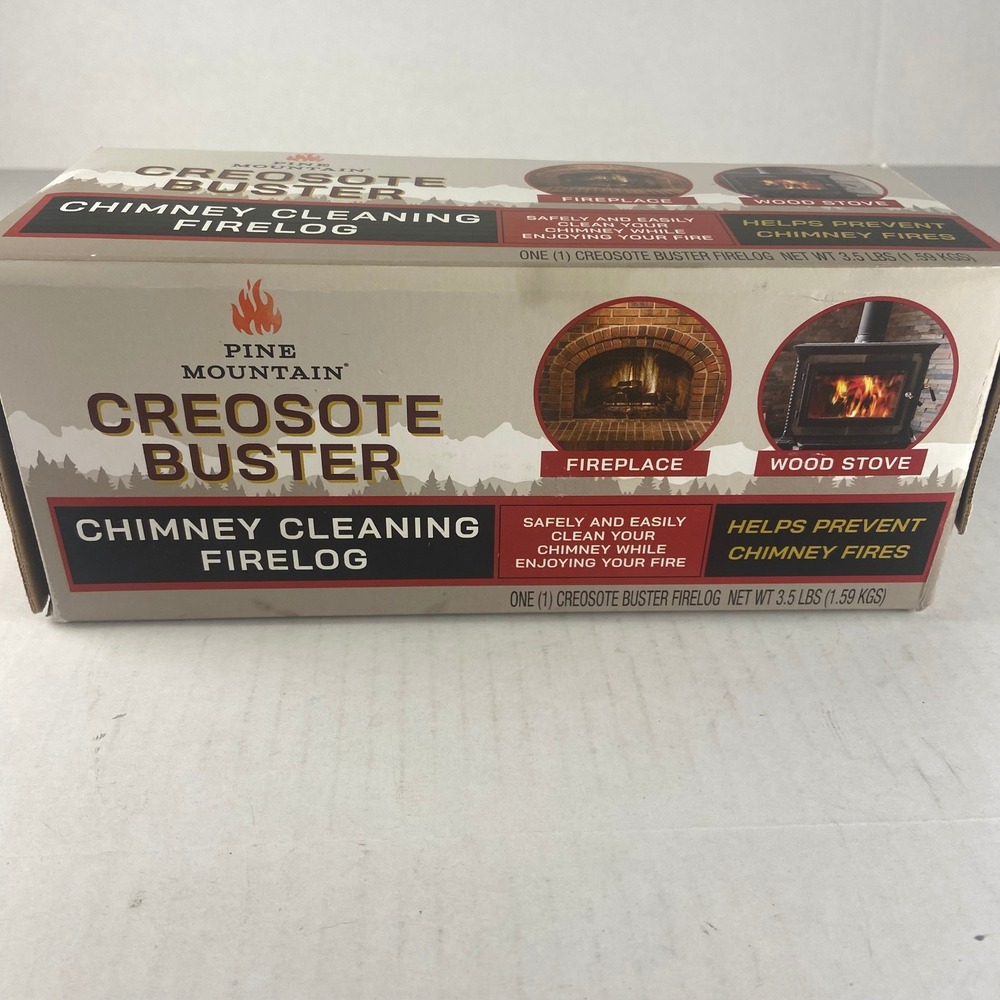 PINE
MOUNTAIN
CREOSOTE
BUSTER
FIREPLACE
WOOD STOVE
CHIMNEY CLEANING
FIRELOG
SAFELY AND EASILY
CLEAN YOUR
CHIMNEY WHILE
ENJOYING YOUR FIRE
HELPS PREVENT
CHIMNEY FIRES
ONE (1) CREOSOTE BUSTER FIRELOG NET WT 3.5 LBS (1.59 KGS)
PINE
MOUNTAIN®
CREOSOTE
BUSTER
FIREPLACE
WOOD STOVE
CHIMNEY CLEANING
FIRELOG
SAFELY AND EASILY
CLEAN YOUR
CHIMNEY WHILE
ENJOYING YOUR FIRE
HELPS PREVENT
CHIMNEY FIRES
ONE (1) CREOSOTE BUSTER FIRELOG NET WT 3.5 LBS (1.59 KGS)